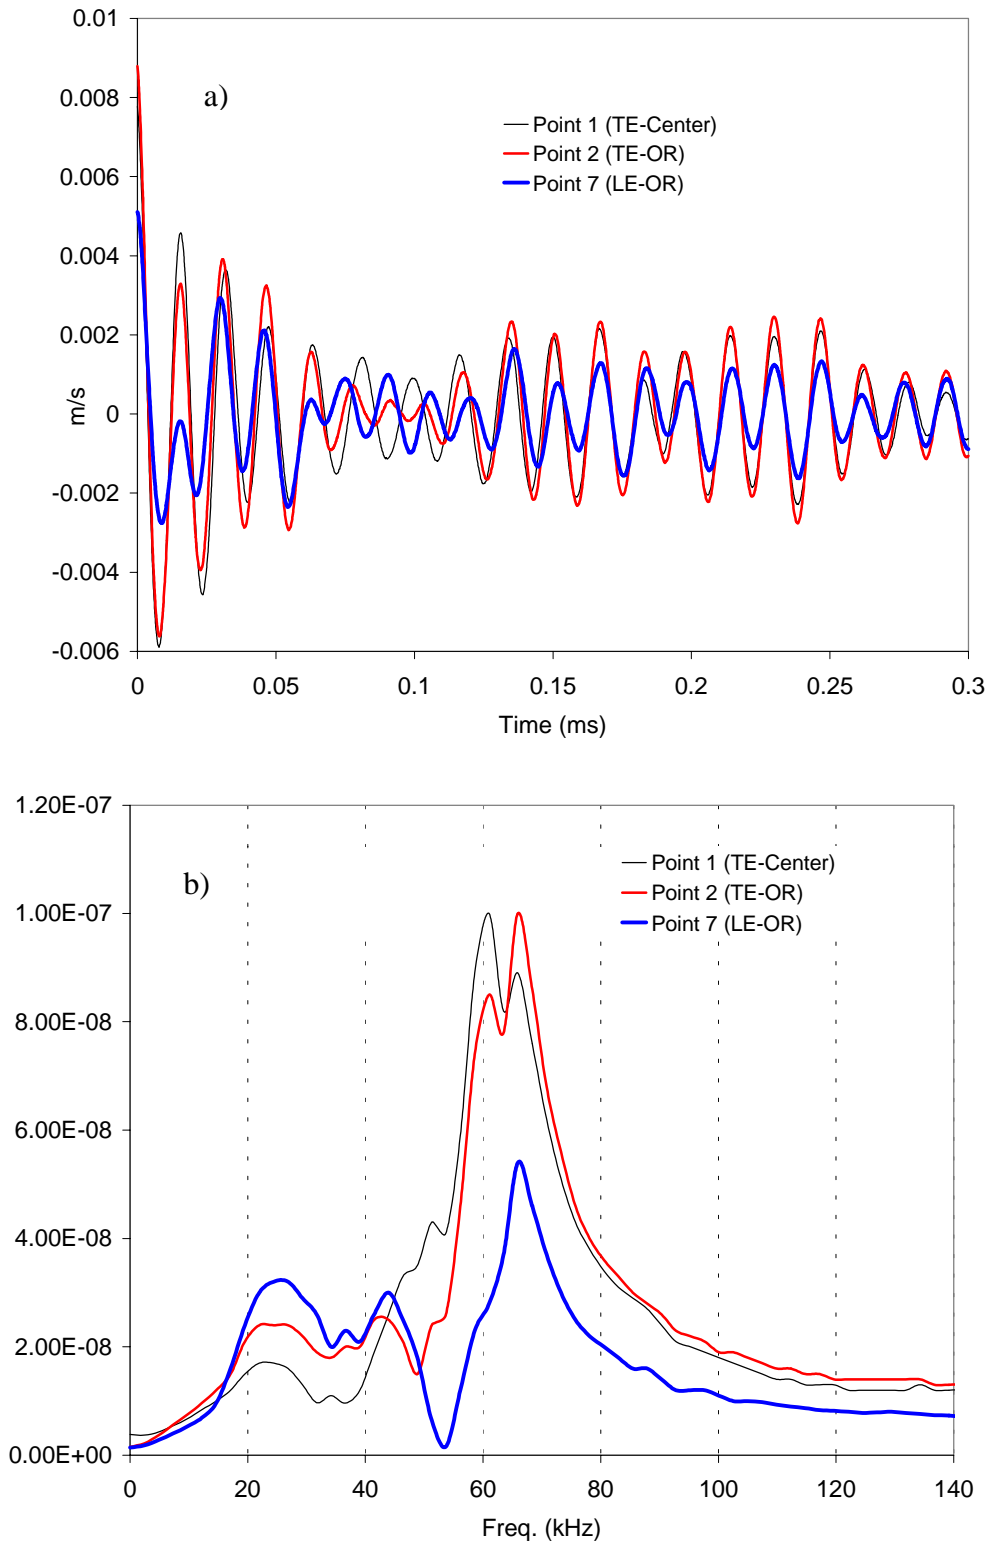 0.01
0.008
0.006
0.004
0.002
0
-0.002
-0.004
-0.006
m/s
a)
Point 1 (TE-Center)
Point 2 (TE-OR)
Point 7 (LE-OR)
0 0.05 0.1 0.15 0.2 0.25 0.3
Time (ms)
1.20E-07
1.00E-07
8.00E-08
6.00E-08
4.00E-08
2.00E-08
0.00E+00
b)
Point 1 (TE-Center)
Point 2 (TE-OR)
Point 7 (LE-OR)
0 20 40 60 80 100 120 140
Freq. (kHz)